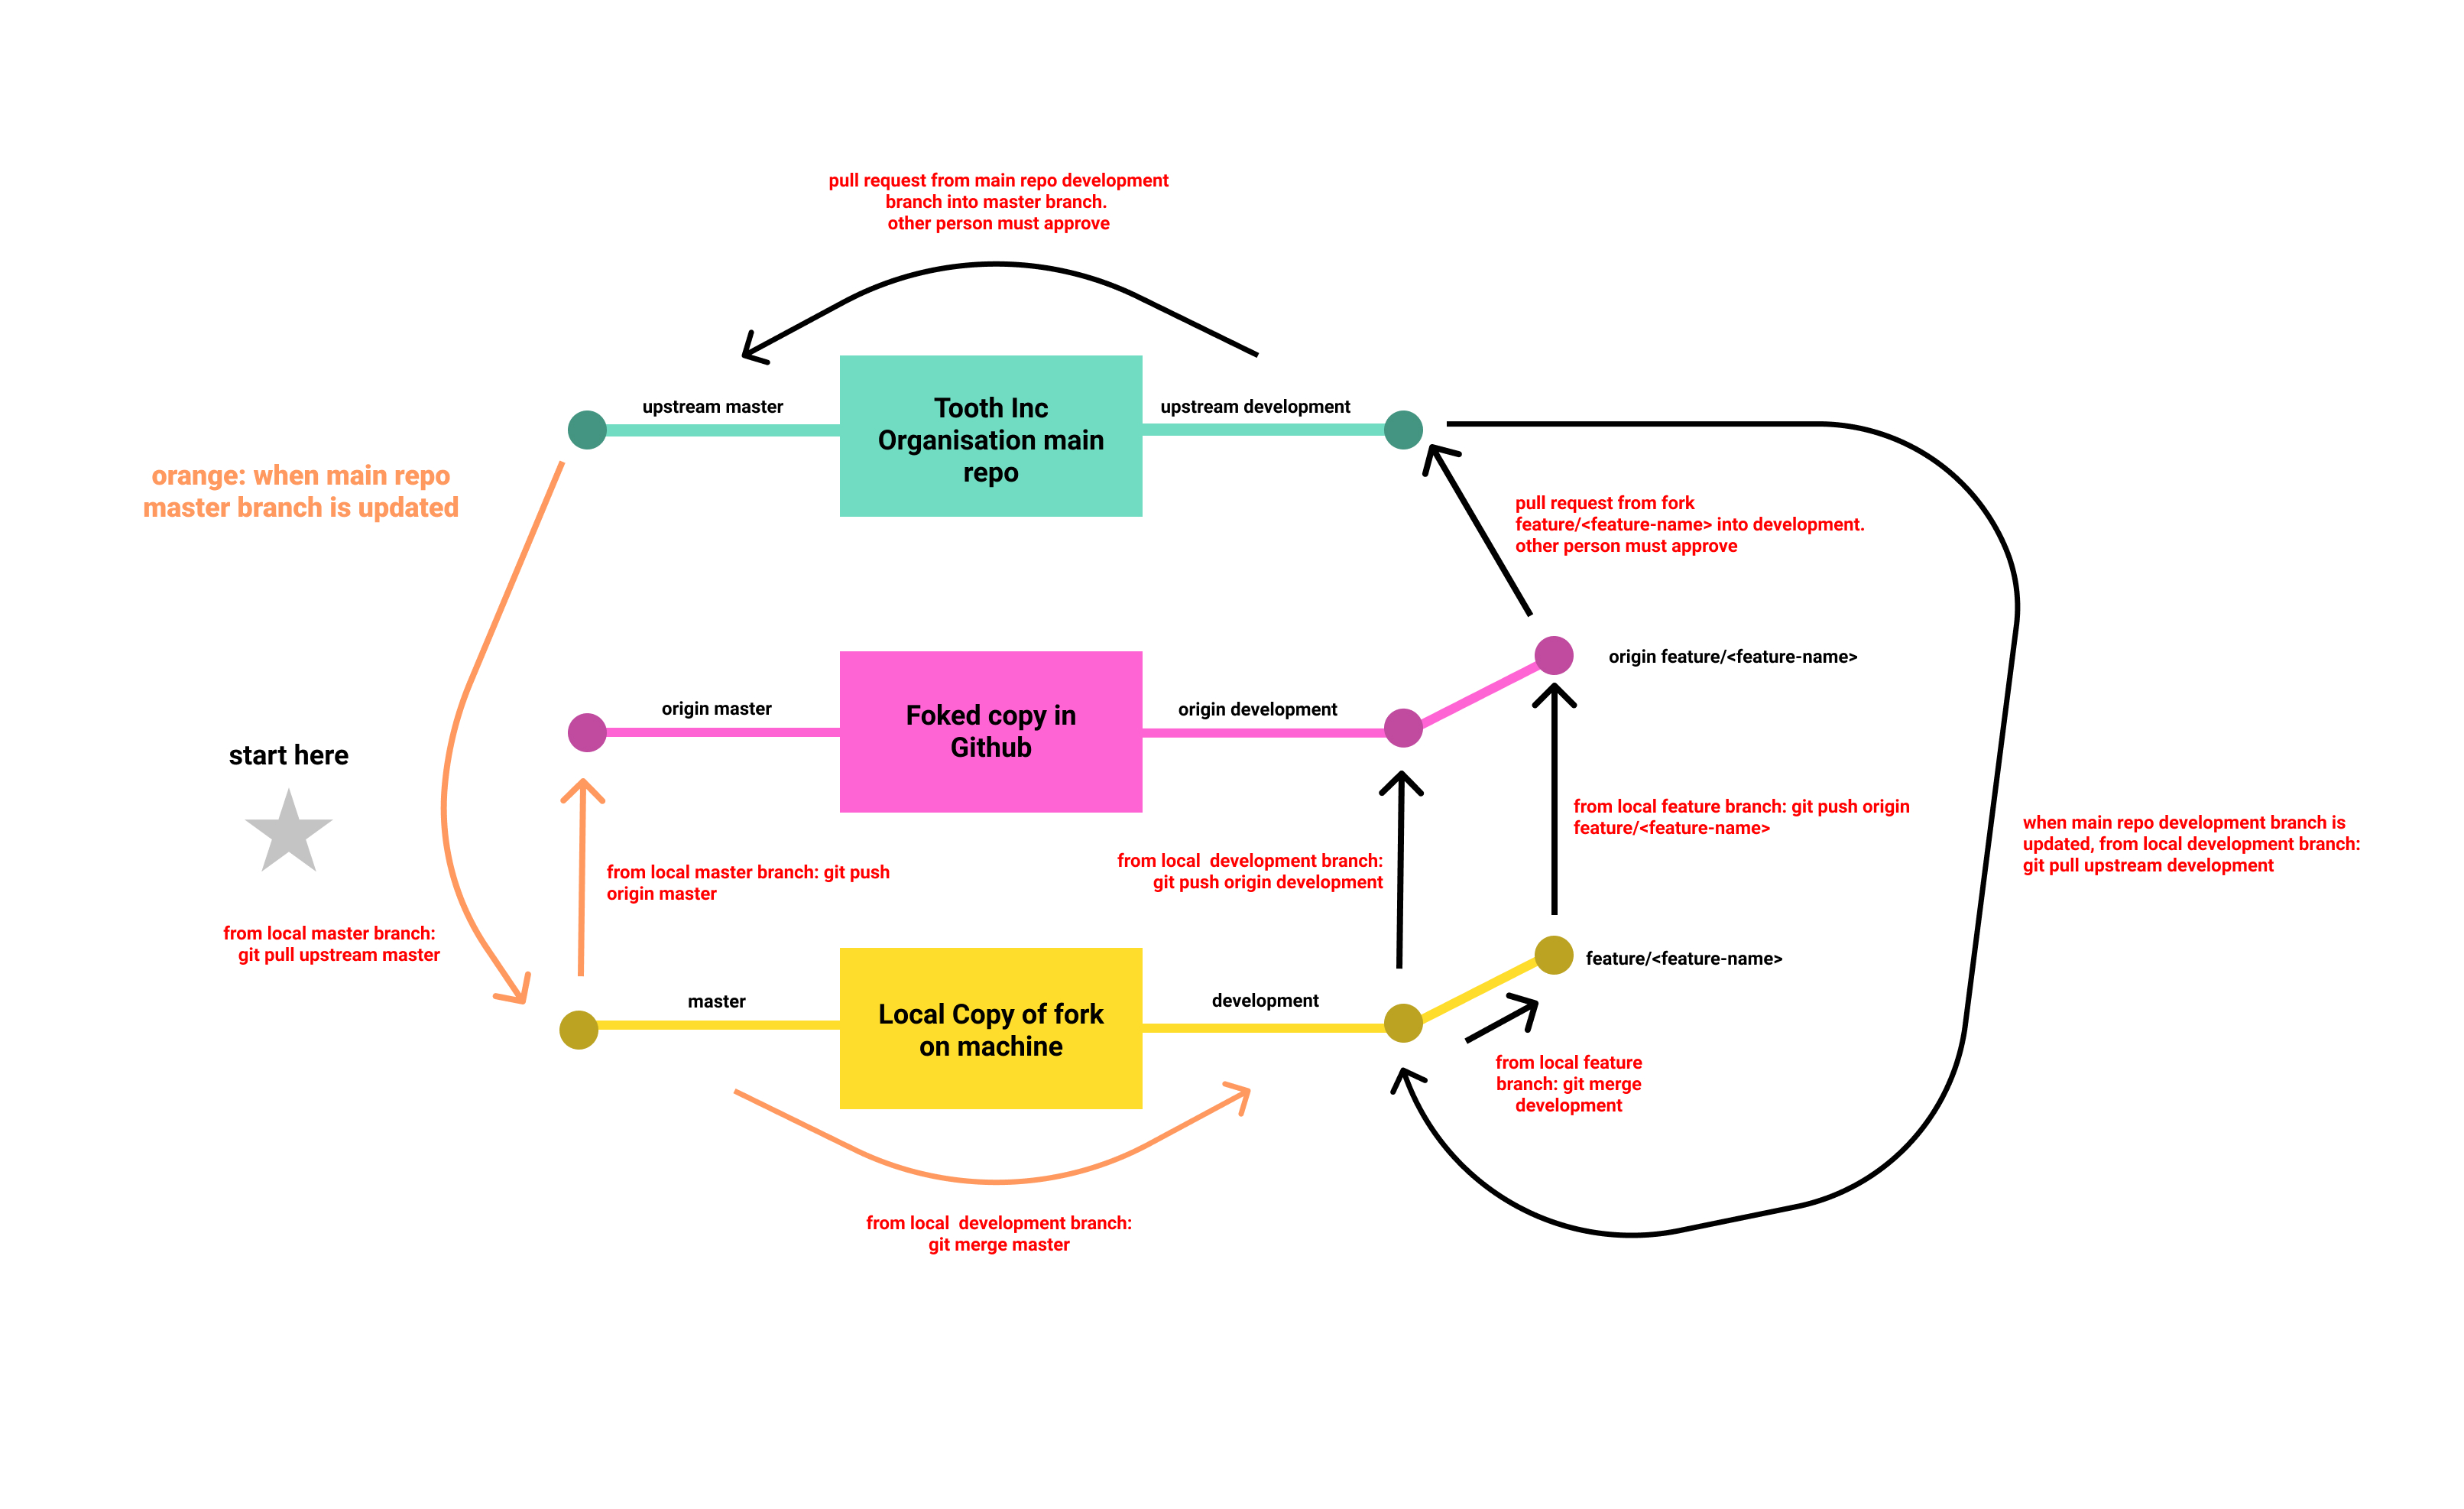 pull request from main repo development
branch into master branch.
other person must approve
upstream master
Tooth Inc
Organisation main
repo
upstream development
orange: when main repo
master branch is updated
pull request from fork
feature/<feature-name> into development.
other person must approve
origin feature/<feature-name>
origin master
Foked copy in
Github
origin development
start here
from local feature branch: git push origin
feature/<feature-name>
when main repo development branch is
updated, from local development branch:
git pull upstream development
from local master branch: git push
origin master
from local  development branch:
git push origin development
from local master branch:
git pull upstream master
feature/<feature-name>
master
Local Copy of fork
on machine
development
from local feature
branch: git merge
development
from local  development branch:
git merge master